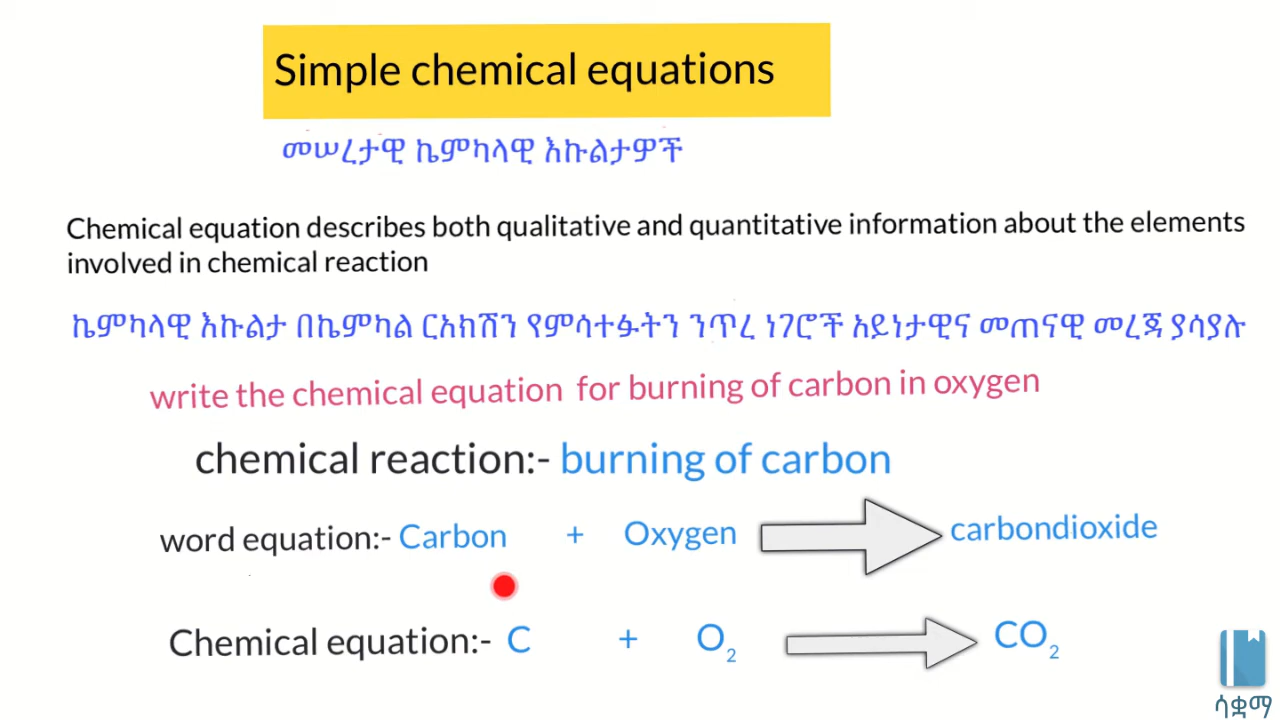 Simple chemical equations
መሠረታዊ ኬምካላዊ እኩልታዎች
Chemical equation describes both qualitative and quantitative information about the elements
involved in chemical reaction
ኬምካላዊ እኩልታ በኬምካል ርአክሽን የምሳተፉትን ንጥረ ነገሮች አይነታዊና መጠናዊ መረጃ ያሳያሉ
write the chemical equation for burning of carbon in oxygen
chemical reaction:- burning of carbon
word equation:- Carbon + Oxygen carbondioxide
Chemical equation:- C + O₂ CO₂
ሳቋማ